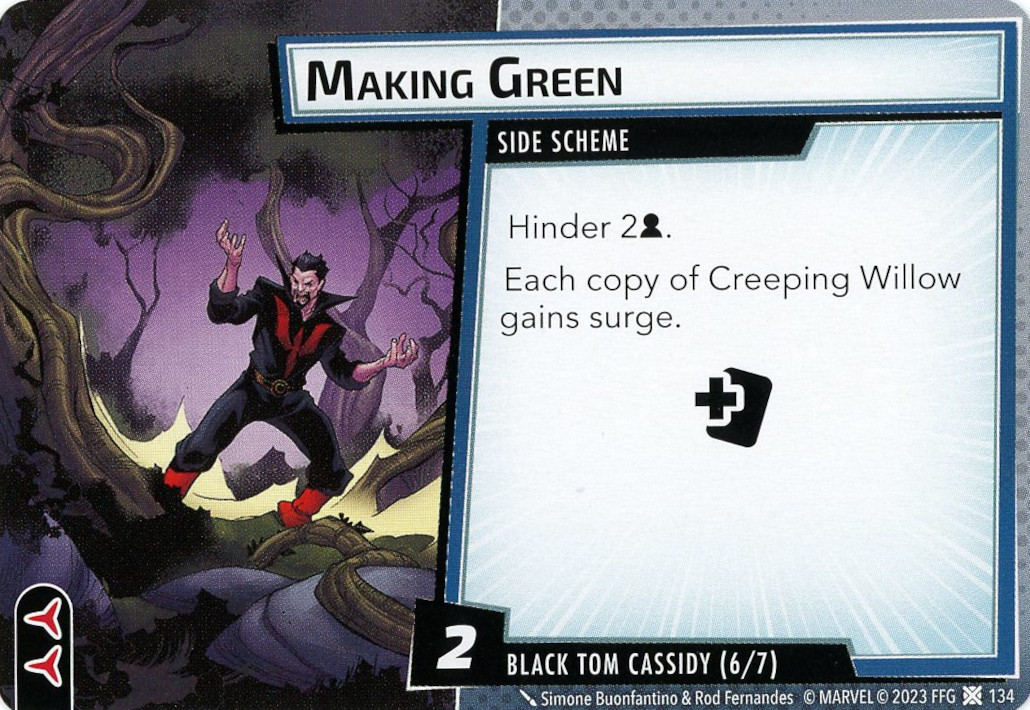 MAKING GREEN
SIDE SCHEME
Hinder 2.
Each copy of Creeping Willow
gains surge.
2
BLACK TOM CASSIDY (6/7)
Simone Buonfantino & Rod Fernandes © MARVEL © 2023 FFG 134